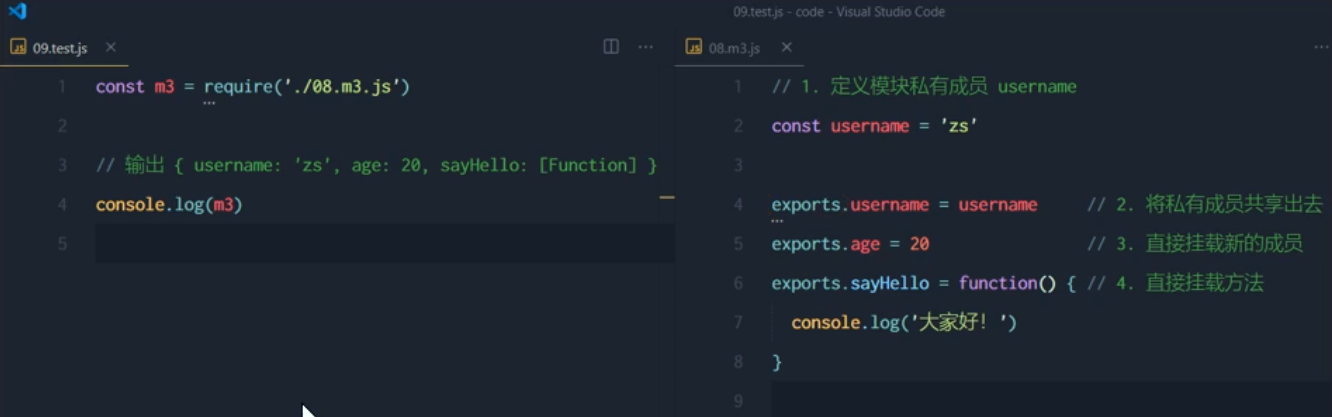 09.test.js - code - Visual Studio Code
09.test.js
1 const m3 = require('./08.m3.js')
2
3 // 输出 { username: 'zs', age: 20, sayHello: [Function] }
4 console.log(m3)
5
08.m3.js
1 // 1. 定义模块私有成员 username
2 const username = 'zs'
3
4 exports.username = username // 2. 将私有成员共享出去
5 exports.age = 20 // 3. 直接挂载新的成员
6 exports.sayHello = function() { // 4. 直接挂载方法
7 console.log('大家好! ')
8 }
9